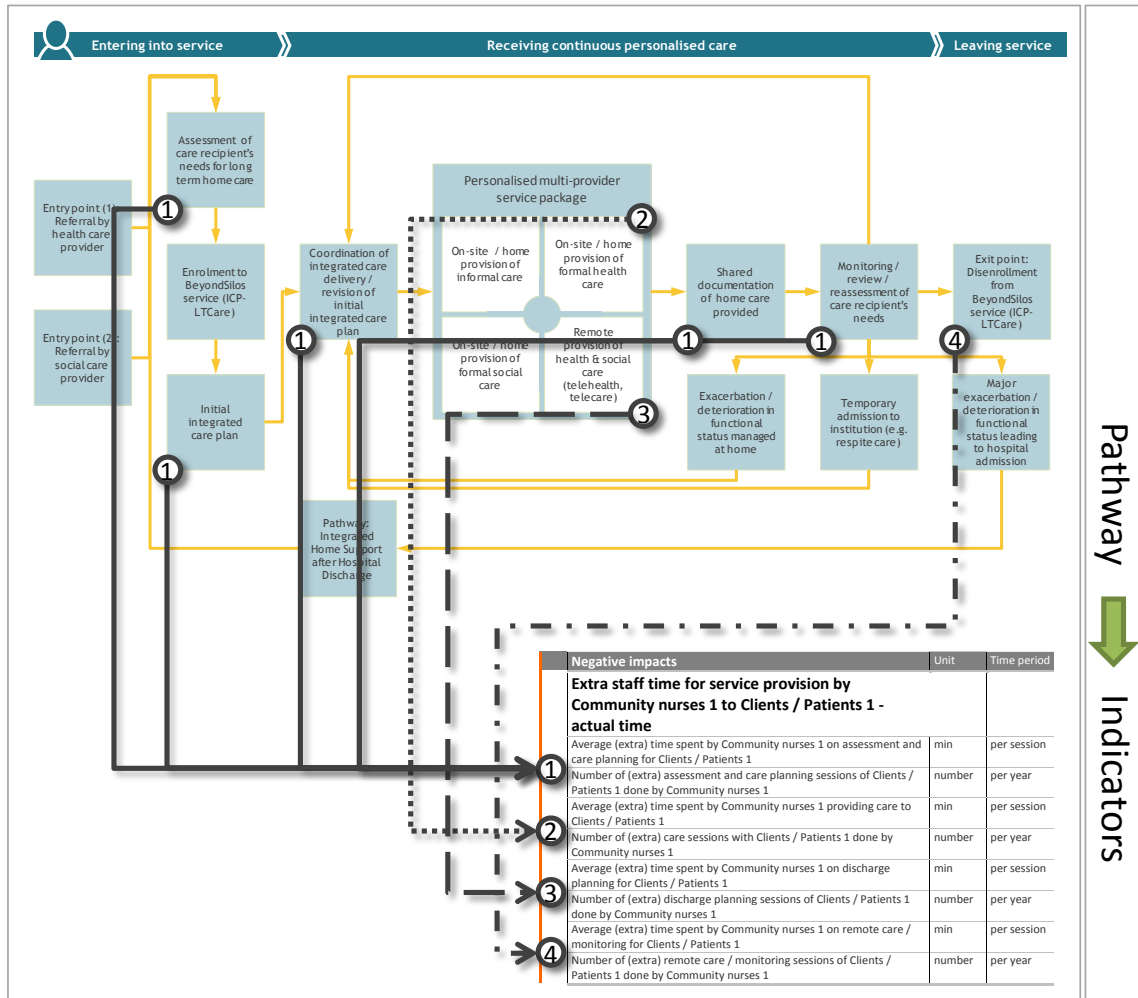 Entering into service
Receiving continuous personalised care
Leaving service
Assessment of
care recipient's
needs for long
term home care
1
Entry point (1):
Referral by
health care
provider
Entry point (2):
Referral by
social care
provider
Enrolment to
BeyondSilos
service (ICP-
LTCare)
Initial
integrated
care plan
1
Coordination of
integrated care
delivery /
revision of
initial
integrated care
plan
1
Personalised multi-provider
service package
2
On-site / home
provision of
informal care
On-site / home
provision of
formal health
care
On-site / home
provision of
formal social
care
Remote
provision of
health & social
care
(telehealth,
telecare)
3
Shared
documentation
of home care
provided
1
Monitoring /
review /
reassessment of
care recipient's
needs
1
Exit point:
Disenrollment
from
BeyondSilos
service (ICP-
LTCare)
4
Exacerbation /
deterioration in
functional
status managed
at home
Temporary
admission to
institution (e.g.
respite care)
Major
exacerbation /
deterioration in
functional
status leading
to hospital
admission
Pathway:
Integrated
Home Support
after Hospital
Discharge
Negative impacts Unit Time period
Extra staff time for service provision by
Community nurses 1 to Clients / Patients 1 -
actual time
1
Average (extra) time spent by Community nurses 1 on assessment and min per session
care planning for Clients / Patients 1
Number of (extra) assessment and care planning sessions of Clients / number per year
Patients 1 done by Community nurses 1
2
Average (extra) time spent by Community nurses 1 providing care to min per session
Clients / Patients 1
Number of (extra) care sessions with Clients / Patients 1 done by number per year
Community nurses 1
3
Average (extra) time spent by Community nurses 1 on discharge min per session
planning for Clients / Patients 1
Number of (extra) discharge planning sessions of Clients / Patients 1 number per year
done by Community nurses 1
4
Average (extra) time spent by Community nurses 1 on remote care / min per session
monitoring for Clients / Patients 1
Number of (extra) remote care / monitoring sessions of Clients / number per year
Patients 1 done by Community nurses 1
Pathway
Indicators